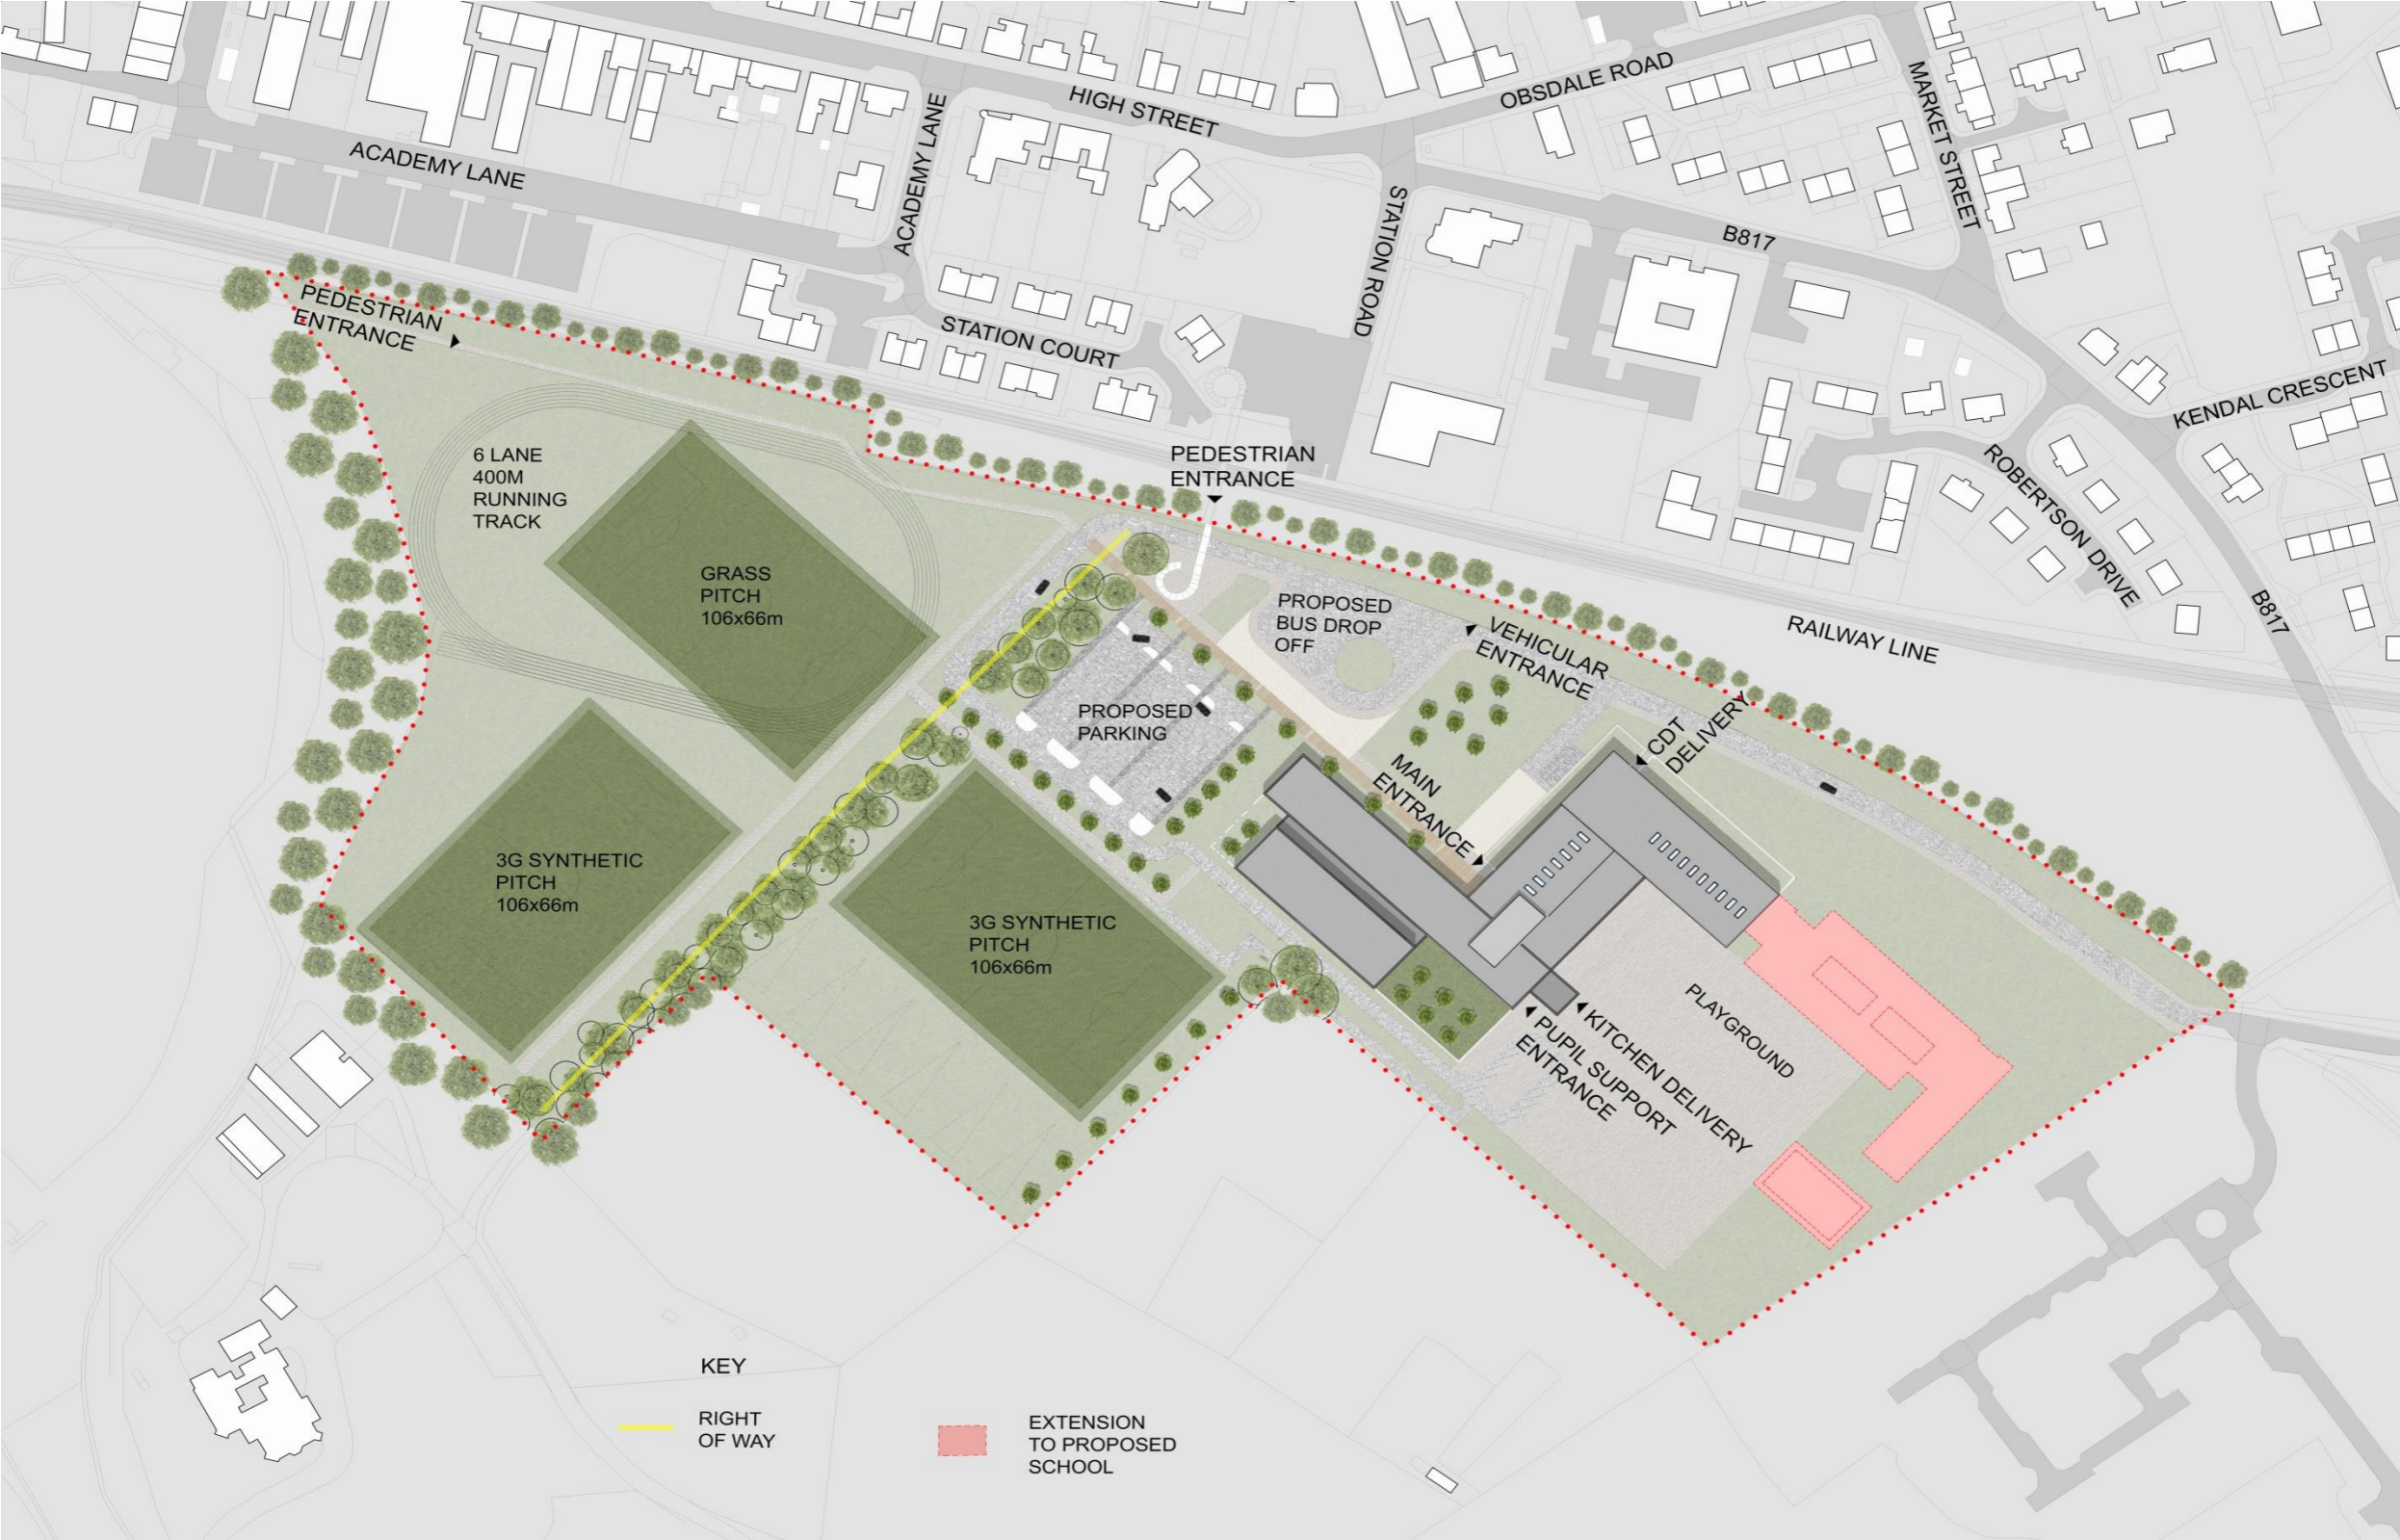 OBSDALE ROAD
MARKET STREET
HIGH STREET
ACADEMY LANE
ACADEMY LANE
STATION ROAD
B817
PEDESTRIAN
ENTRANCE
STATION COURT
KENDAL CRESCENT
ROBERTSON DRIVE
B817
6 LANE
400M
RUNNING
TRACK
PEDESTRIAN
ENTRANCE
GRASS
PITCH
106x66m
PROPOSED
BUS DROP
OFF
VEHICULAR
ENTRANCE
RAILWAY LINE
PROPOSED
PARKING
CDT
DELIVERY
MAIN
ENTRANCE
3G SYNTHETIC
PITCH
106x66m
3G SYNTHETIC
PITCH
106x66m
PLAYGROUND
KITCHEN DELIVERY
PUPIL SUPPORT
ENTRANCE
KEY
RIGHT
OF WAY
EXTENSION
TO PROPOSED
SCHOOL